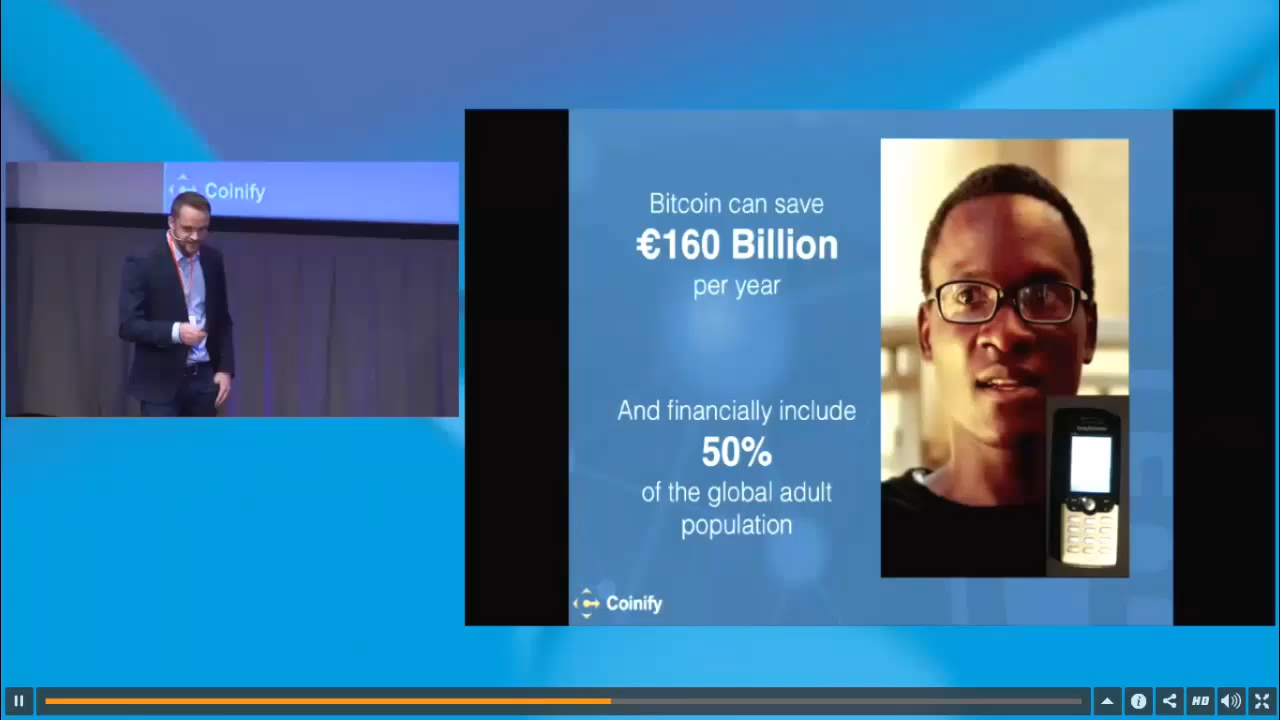 Coinify
Bitcoin can save
€160 Billion
per year
And financially include
50%
of the global adult
population
Coinify
HD